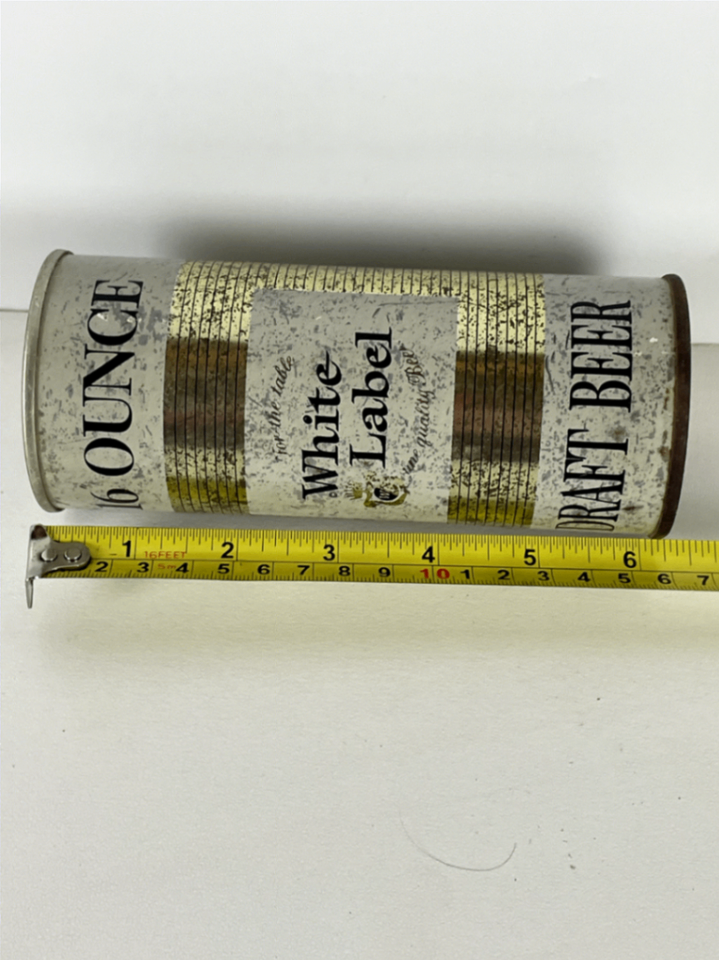 16 OUNCE
for the table
White
Label
fine quality Beer
DRAFT BEER
1 16FEET 2 3 4 5 6
2 3 5m 4 5 6 7 8 9 10 1 2 3 4 5 6 7